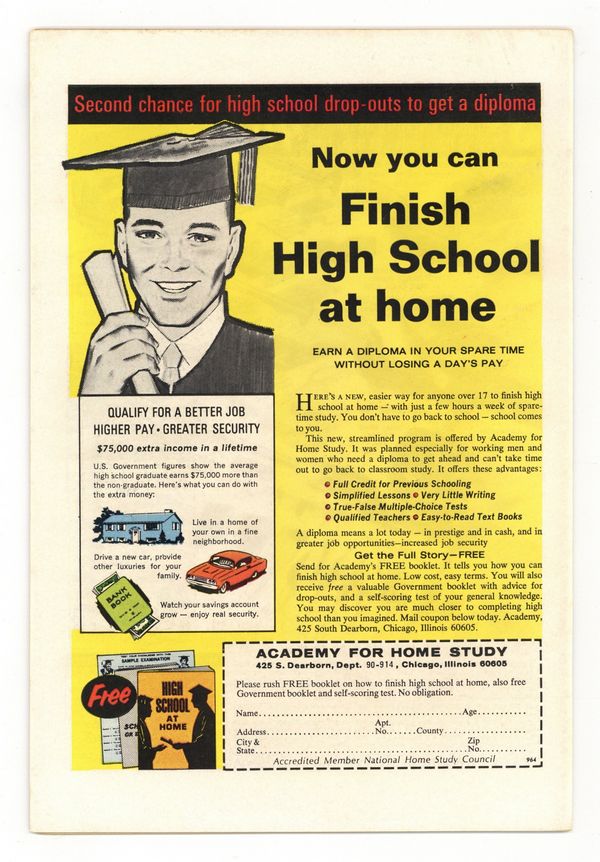 Second chance for high school drop-outs to get a diploma
Now you can
Finish
High School
at home
EARN A DIPLOMA IN YOUR SPARE TIME
WITHOUT LOSING A DAY'S PAY
QUALIFY FOR A BETTER JOB
HIGHER PAY • GREATER SECURITY
$75,000 extra income in a lifetime
U.S. Government figures show the average
high school graduate earns $75,000 more than
the non-graduate. Here's what you can do with
the extra money:
Live in a home of
your own in a fine
neighborhood.
Drive a new car, provide
other luxuries for your
family.
BANK
BOOK
Watch your savings account
grow — enjoy real security.
HERE'S A NEW, easier way for anyone over 17 to finish high
school at home — with just a few hours a week of spare-
time study. You don't have to go back to school — school comes
to you.
This new, streamlined program is offered by Academy for
Home Study. It was planned especially for working men and
women who need a diploma to get ahead and can't take time
out to go back to classroom study. It offers these advantages:
• Full Credit for Previous Schooling
• Simplified Lessons • Very Little Writing
• True-False Multiple-Choice Tests
• Qualified Teachers • Easy-to-Read Text Books
A diploma means a lot today — in prestige and in cash, and in
greater job opportunities—increased job security
Get the Full Story—FREE
Send for Academy's FREE booklet. It tells you how you can
finish high school at home. Low cost, easy terms. You will also
receive free a valuable Government booklet with advice for
drop-outs, and a self-scoring test of your general knowledge.
You may discover you are much closer to completing high
school than you imagined. Mail coupon below today. Academy,
425 South Dearborn, Chicago, Illinois 60605.
SAMPLE EXAMINATION
Free
HIGH
SCHOOL
AT
HOME
ACADEMY FOR HOME STUDY
425 S. Dearborn, Dept. 90-914, Chicago, Illinois 60605
Please rush FREE booklet on how to finish high school at home, also free
Government booklet and self-scoring test. No obligation.
Name.......................................Age.............
Apt.
Address..........................No......County...............
City & Zip
State.......................................No.............
Accredited Member National Home Study Council 964